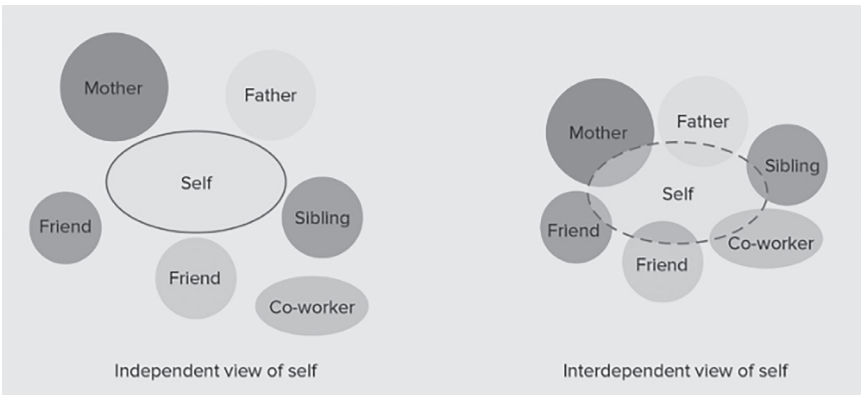 Mother
Father
Self
Friend
Sibling
Friend
Co-worker
Independent view of self
Mother
Father
Sibling
Self
Friend
Co-worker
Friend
Interdependent view of self